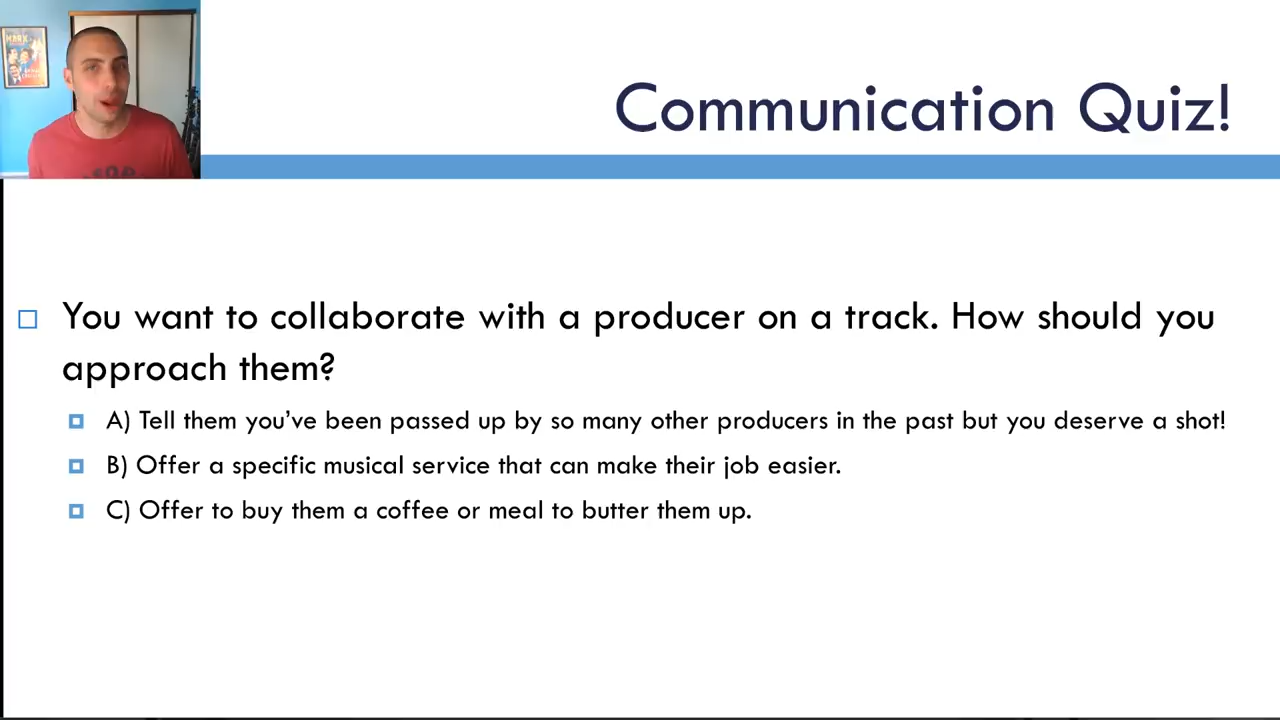 MARX
Communication Quiz!
You want to collaborate with a producer on a track. How should you
approach them?
A) Tell them you’ve been passed up by so many other producers in the past but you deserve a shot!
B) Offer a specific musical service that can make their job easier.
C) Offer to buy them a coffee or meal to butter them up.